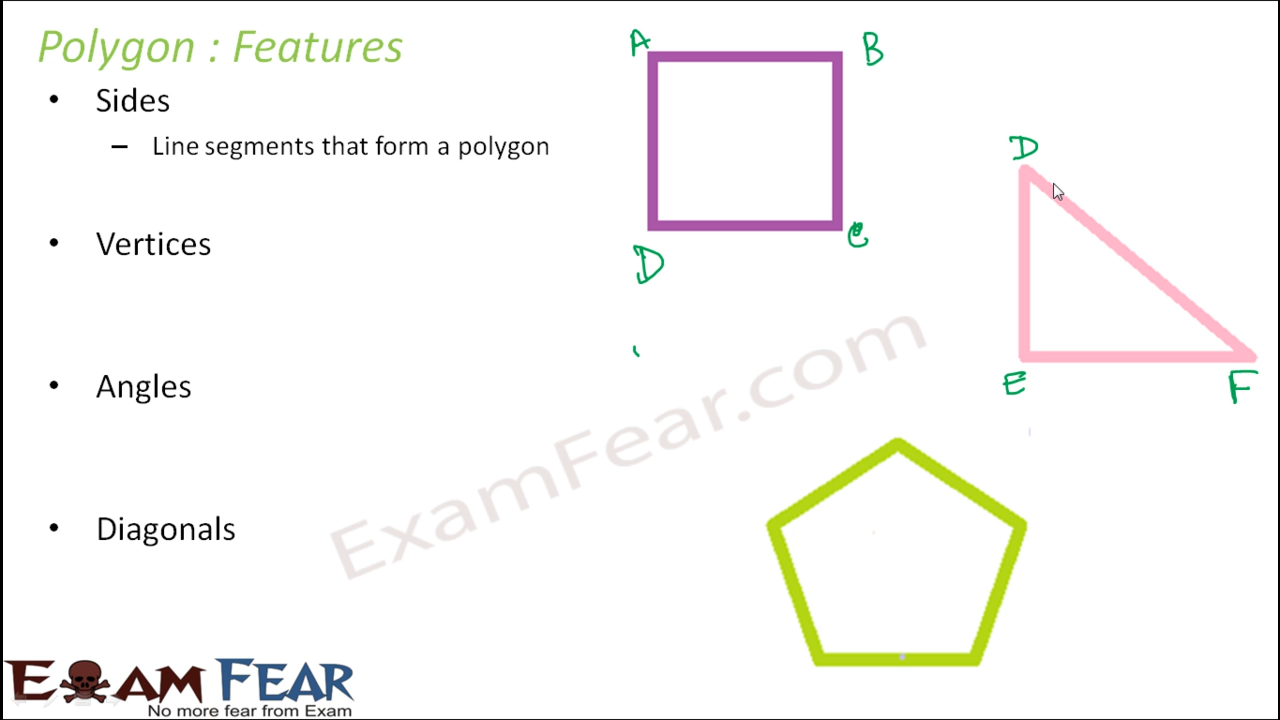 Polygon : Features
• Sides
– Line segments that form a polygon
• Vertices
• Angles
• Diagonals
A
B
D
C
D
E
F
ExamFear.com
EXAM FEAR
No more fear from Exam